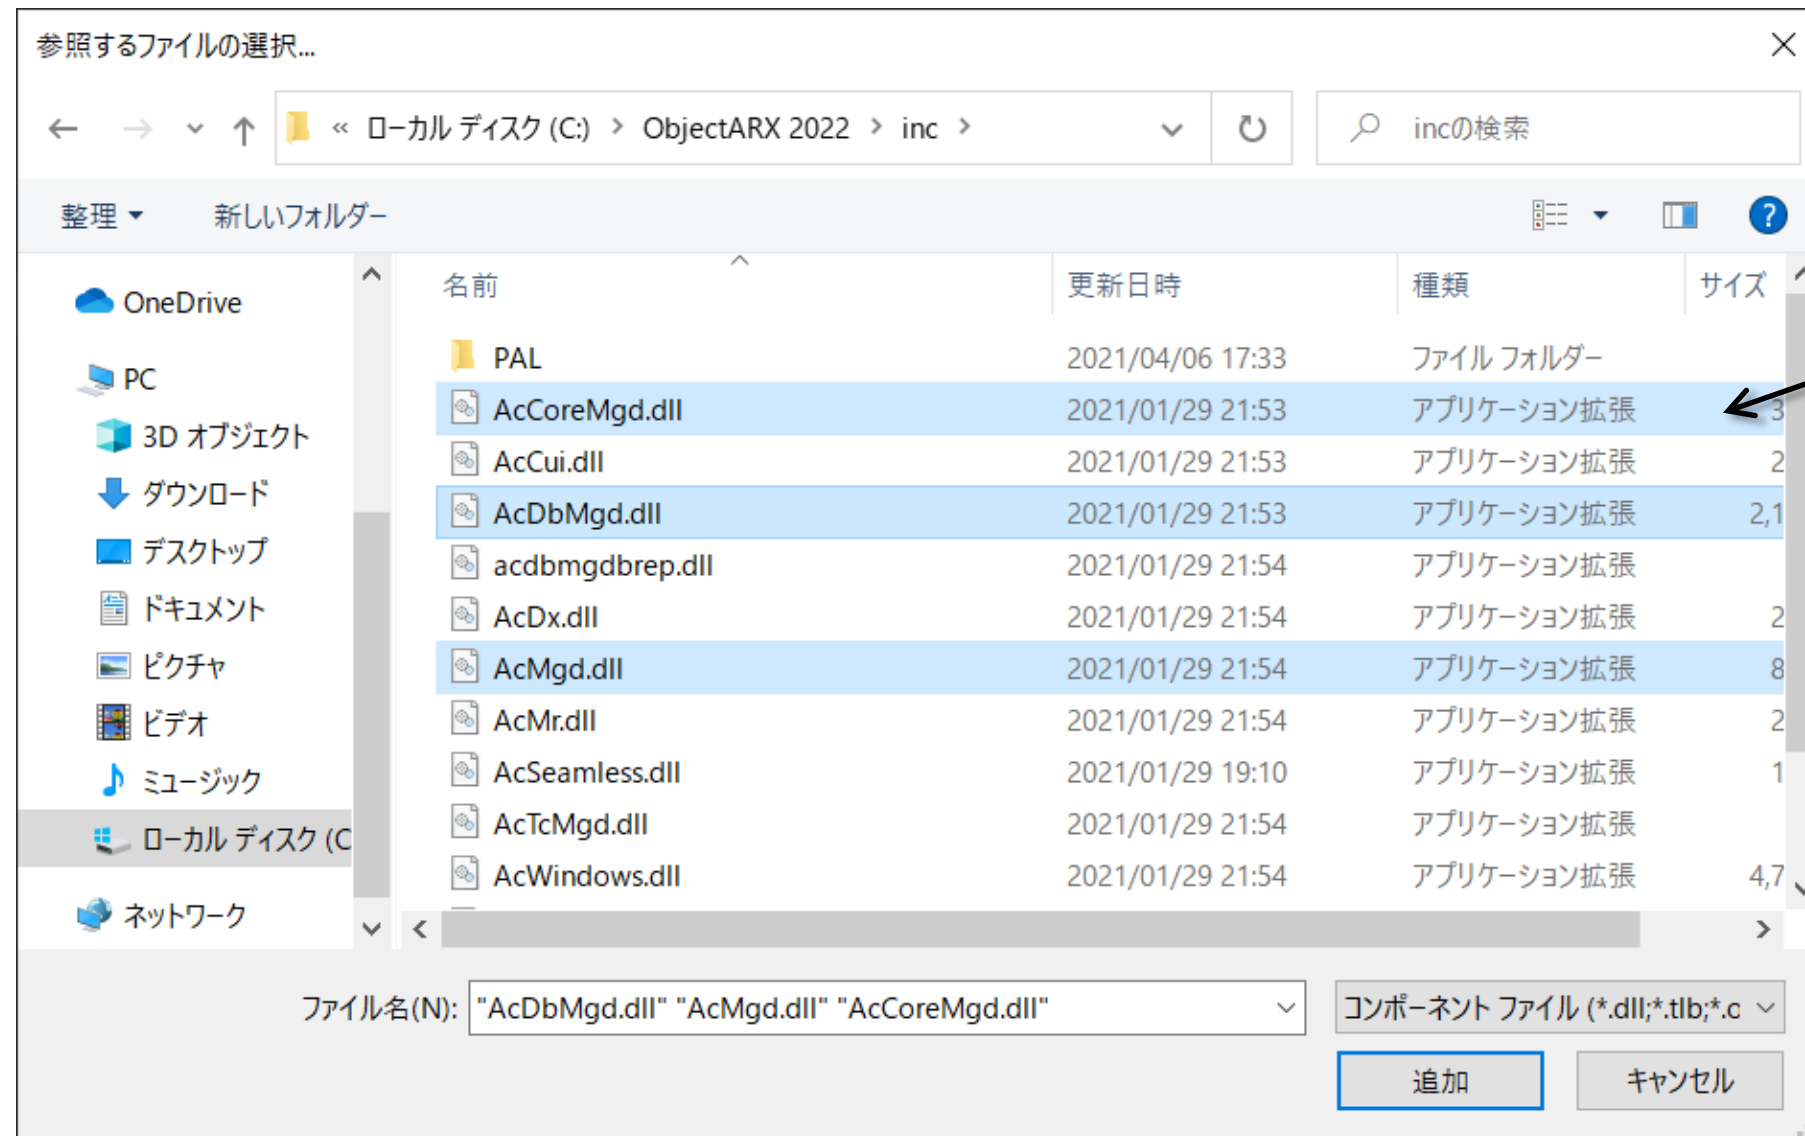 参照するファイルの選択...
« ローカル ディスク (C:) > ObjectARX 2022 > inc >
incの検索
整理
新しいフォルダー
OneDrive
PC
3D オブジェクト
ダウンロード
デスクトップ
ドキュメント
ピクチャ
ビデオ
ミュージック
ローカル ディスク (C
ネットワーク
名前 更新日時 種類 サイズ
PAL 2021/04/06 17:33 ファイル フォルダー
AcCoreMgd.dll 2021/01/29 21:53 アプリケーション拡張 3
AcCui.dll 2021/01/29 21:53 アプリケーション拡張 2
AcDbMgd.dll 2021/01/29 21:53 アプリケーション拡張 2,1
acdbmgdbrep.dll 2021/01/29 21:54 アプリケーション拡張
AcDx.dll 2021/01/29 21:54 アプリケーション拡張 2
AcMgd.dll 2021/01/29 21:54 アプリケーション拡張 8
AcMr.dll 2021/01/29 21:54 アプリケーション拡張 2
AcSeamless.dll 2021/01/29 19:10 アプリケーション拡張 1
AcTcMgd.dll 2021/01/29 21:54 アプリケーション拡張
AcWindows.dll 2021/01/29 21:54 アプリケーション拡張 4,7
ファイル名(N): "AcDbMgd.dll" "AcMgd.dll" "AcCoreMgd.dll"
コンポーネント ファイル (*.dll;*.tlb;*.o
追加
キャンセル